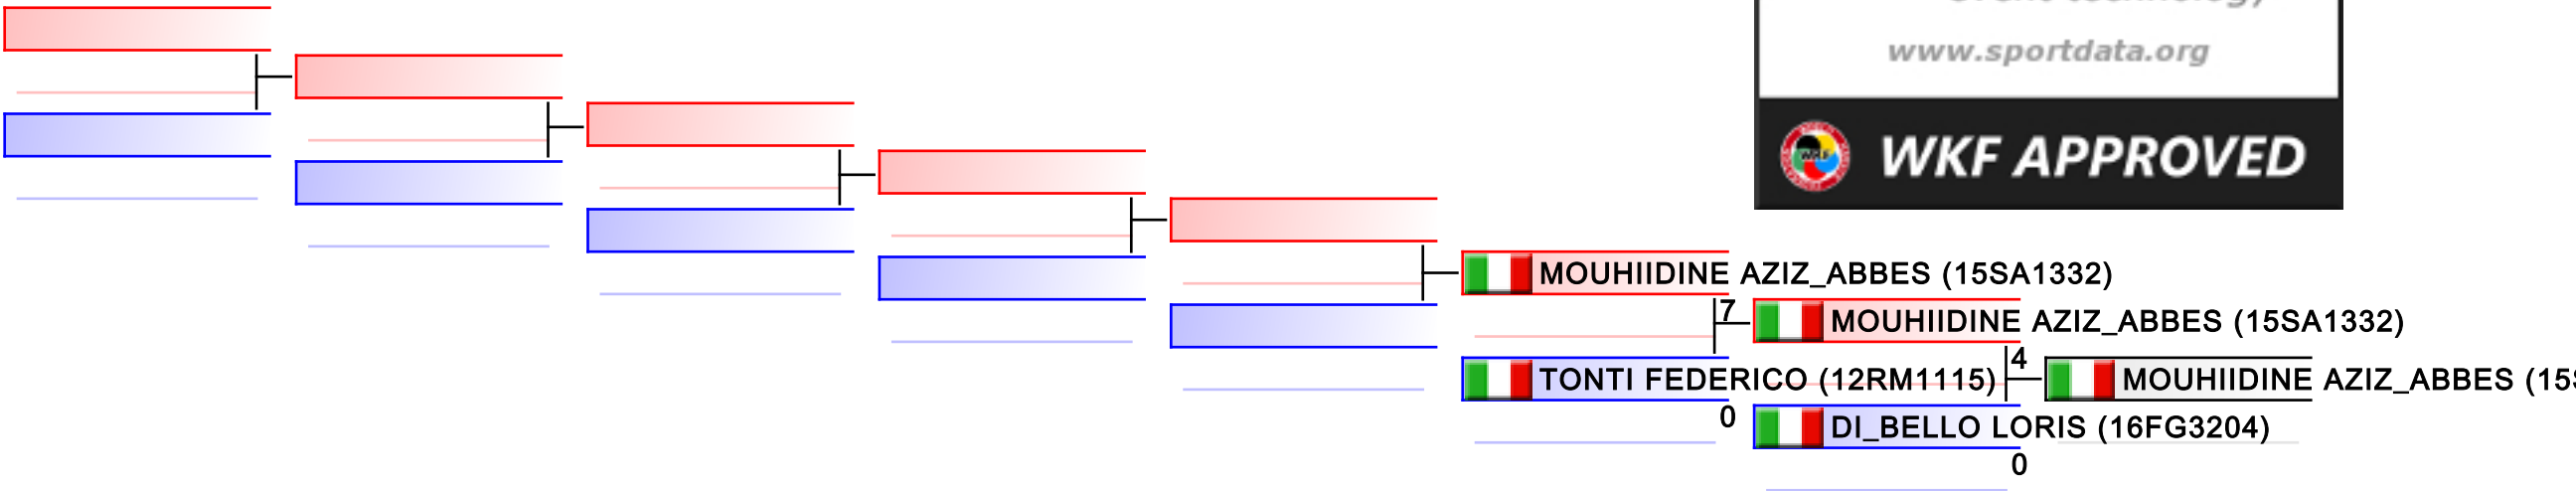 www.sportdata.org
WKF APPROVED
MOUHIIDINE AZIZ_ABBES (15SA1332)
7
MOUHIIDINE AZIZ_ABBES (15SA1332)
4
TONTI FEDERICO (12RM1115)
MOUHIIDINE AZIZ_ABBES
0
DI_BELLO LORIS (16FG3204)
0